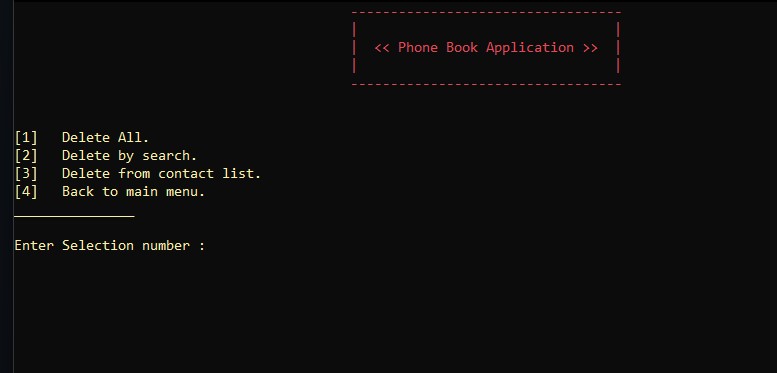 << Phone Book Application >>
[1] Delete All.
[2] Delete by search.
[3] Delete from contact list.
[4] Back to main menu.
Enter Selection number :